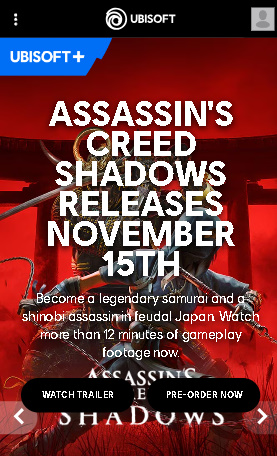 UBISOFT
UBISOFT+
ASSASSIN'S
CREED
SHADOWS
RELEASES
NOVEMBER
15TH
Become a legendary samurai and a
shinobi assassin in feudal Japan. Watch
more than 12 minutes of gameplay
footage now.
ASSASSIN'S
WATCH TRAILER
PRE-ORDER NOW
SHADOWS